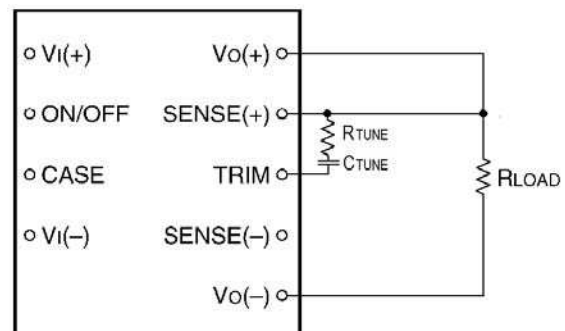 VI(+) VO(+)
ON/OFF SENSE(+)
RTUNE
CTUNE
CASE TRIM
RLOAD
VI(–) SENSE(–)
VO(–)